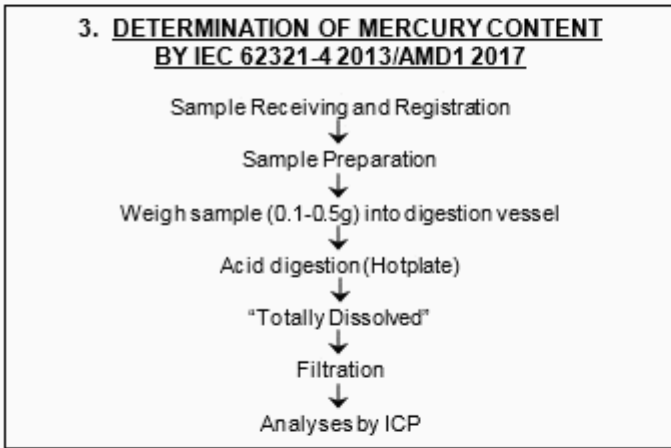 3. DETERMINATION OF MERCURY CONTENT
BY IEC 62321-4 2013/AMD1 2017
Sample Receiving and Registration
Sample Preparation
Weigh sample (0.1-0.5g) into digestion vessel
Acid digestion (Hotplate)
“Totally Dissolved”
Filtration
Analyses by ICP